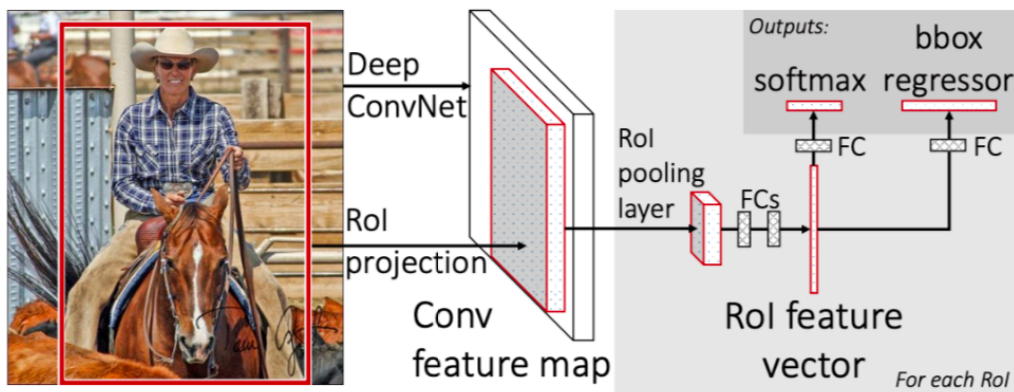 Deep
ConvNet
RoI
projection
Conv
feature map
RoI
pooling
layer
FCs
RoI feature
vector
For each RoI
Outputs:
softmax
bbox
regressor
FC
FC